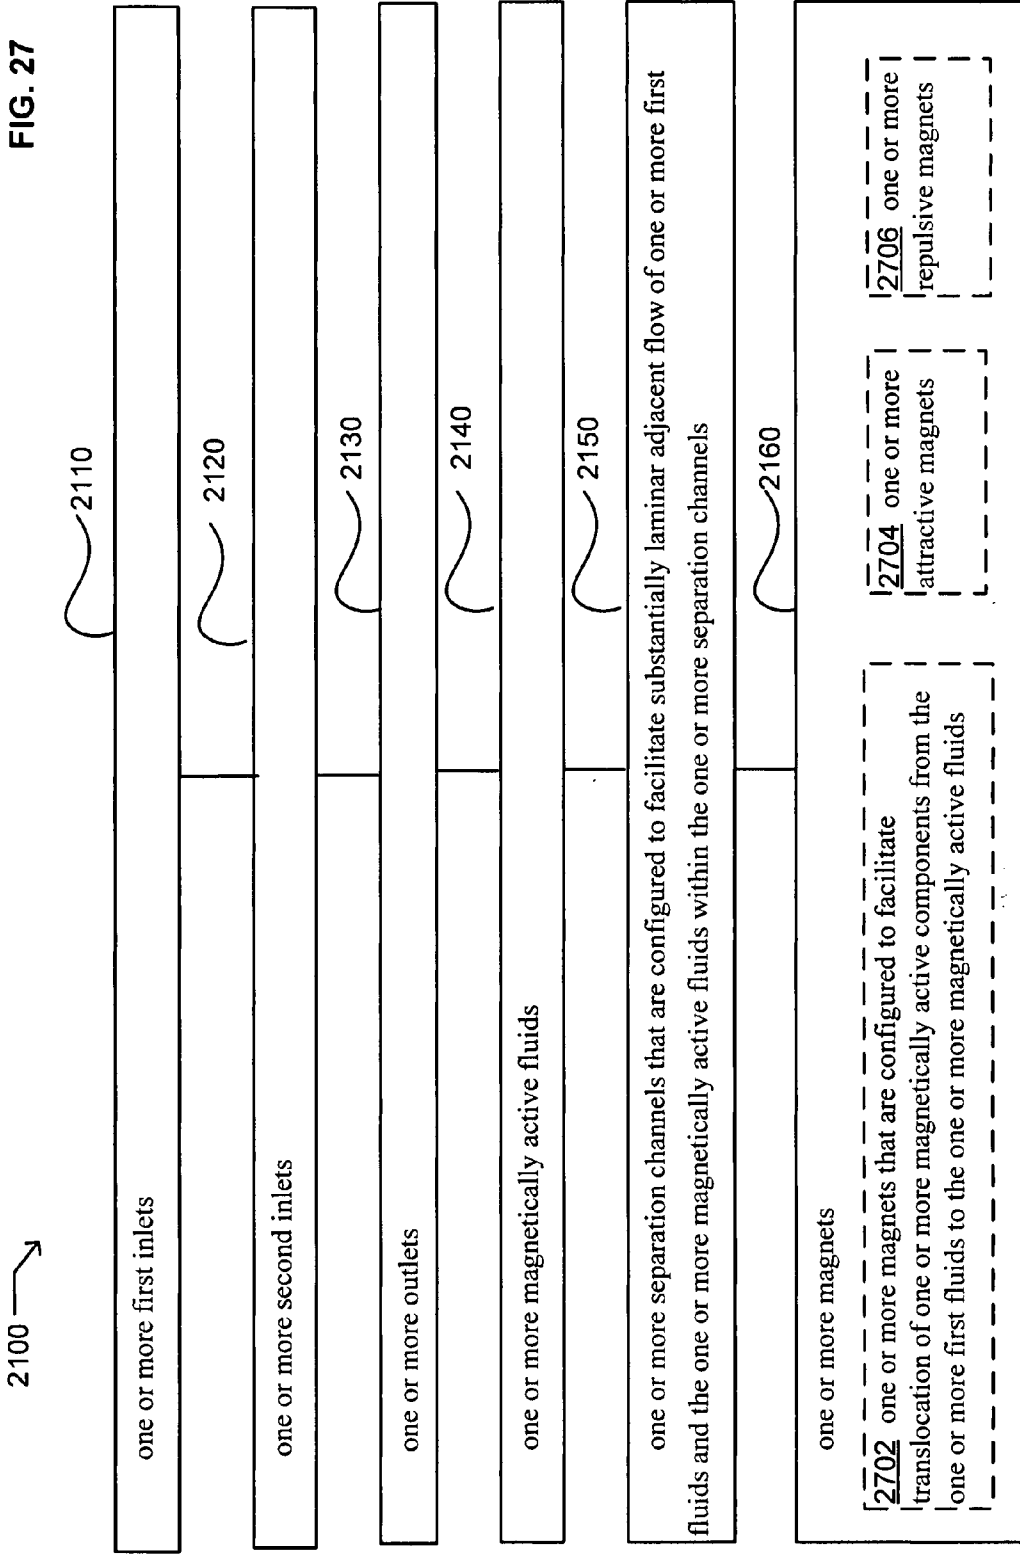 FIG. 27
2100
2110
one or more first inlets
2120
one or more second inlets
2130
one or more outlets
2140
one or more magnetically active fluids
2150
one or more separation channels that are configured to facilitate substantially laminar adjacent flow of one or more first
fluids and the one or more magnetically active fluids within the one or more separation channels
2160
one or more magnets
2702 one or more magnets that are configured to facilitate
translocation of one or more magnetically active components from the
one or more first fluids to the one or more magnetically active fluids
2704 one or more
attractive magnets
2706 one or more
repulsive magnets